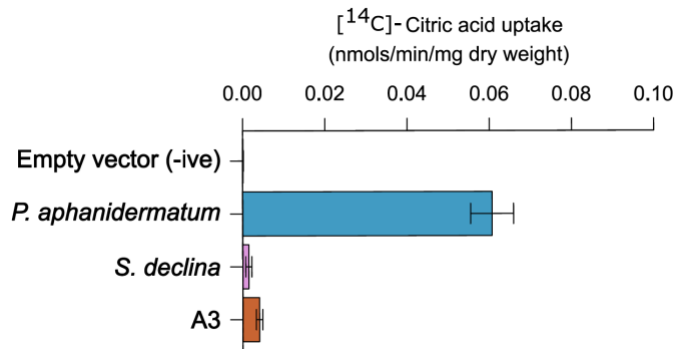 [¹⁴C]- Citric acid uptake
(nmols/min/mg dry weight)
0.00 0.02 0.04 0.06 0.08 0.10
Empty vector (-ive)
P. aphanidermatum
S. declina
A3